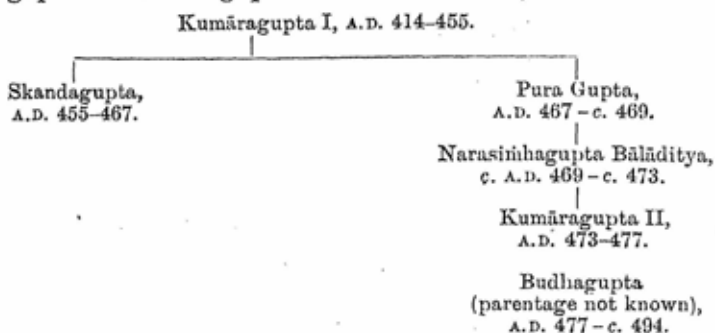 Kumāragupta I, A.D. 414–455.
Skandagupta,
A.D. 455–467.
Pura Gupta,
A.D. 467 – c. 469.
Narasiṁhagupta Bālāditya,
c. A.D. 469 – c. 473.
Kumāragupta II,
A.D. 473–477.
Budhagupta
(parentage not known),
A.D. 477 – c. 494.